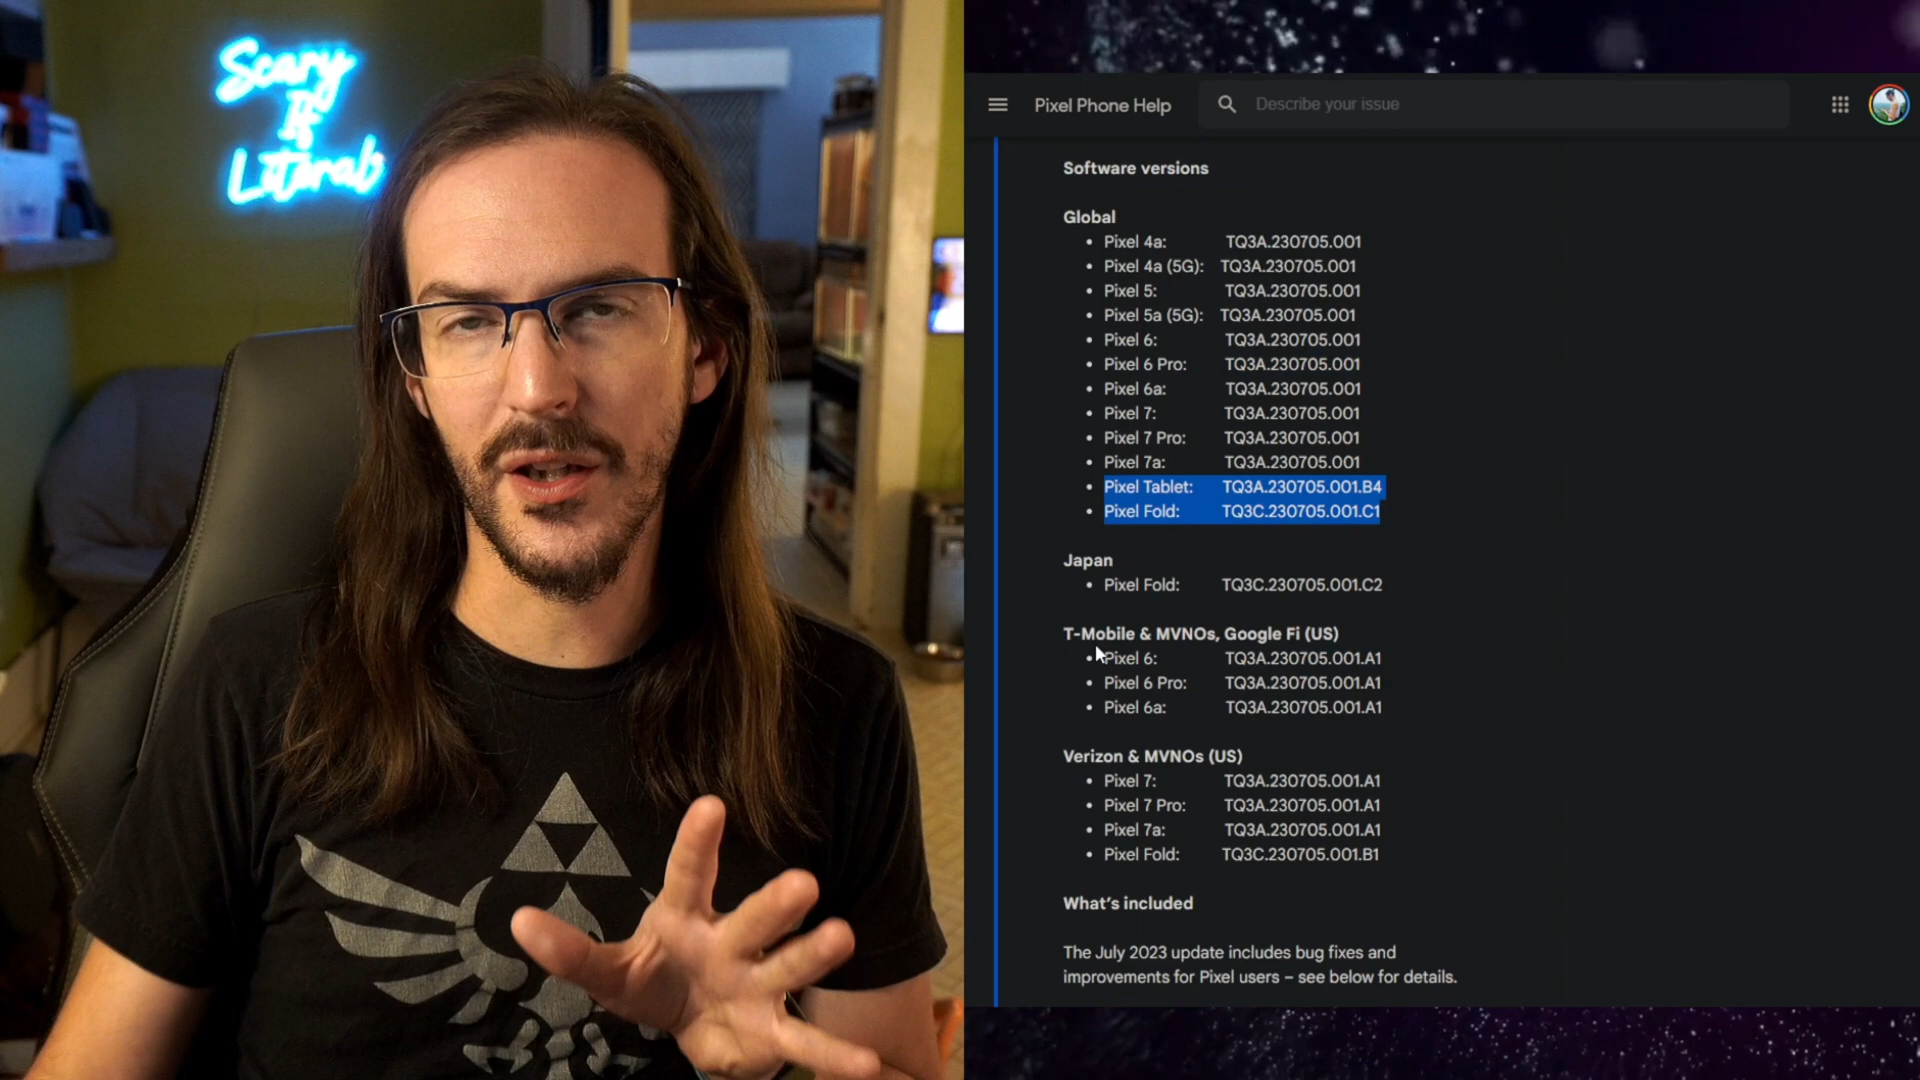 Scary
If
Literal
Pixel Phone Help
Describe your issue
Software versions
Global
• Pixel 4a: TQ3A.230705.001
• Pixel 4a (5G): TQ3A.230705.001
• Pixel 5: TQ3A.230705.001
• Pixel 5a (5G): TQ3A.230705.001
• Pixel 6: TQ3A.230705.001
• Pixel 6 Pro: TQ3A.230705.001
• Pixel 6a: TQ3A.230705.001
• Pixel 7: TQ3A.230705.001
• Pixel 7 Pro: TQ3A.230705.001
• Pixel 7a: TQ3A.230705.001
• Pixel Tablet: TQ3A.230705.001.B4
• Pixel Fold: TQ3C.230705.001.C1
Japan
• Pixel Fold: TQ3C.230705.001.C2
T-Mobile & MVNOs, Google Fi (US)
• Pixel 6: TQ3A.230705.001.A1
• Pixel 6 Pro: TQ3A.230705.001.A1
• Pixel 6a: TQ3A.230705.001.A1
Verizon & MVNOs (US)
• Pixel 7: TQ3A.230705.001.A1
• Pixel 7 Pro: TQ3A.230705.001.A1
• Pixel 7a: TQ3A.230705.001.A1
• Pixel Fold: TQ3C.230705.001.B1
What's included
The July 2023 update includes bug fixes and
improvements for Pixel users – see below for details.